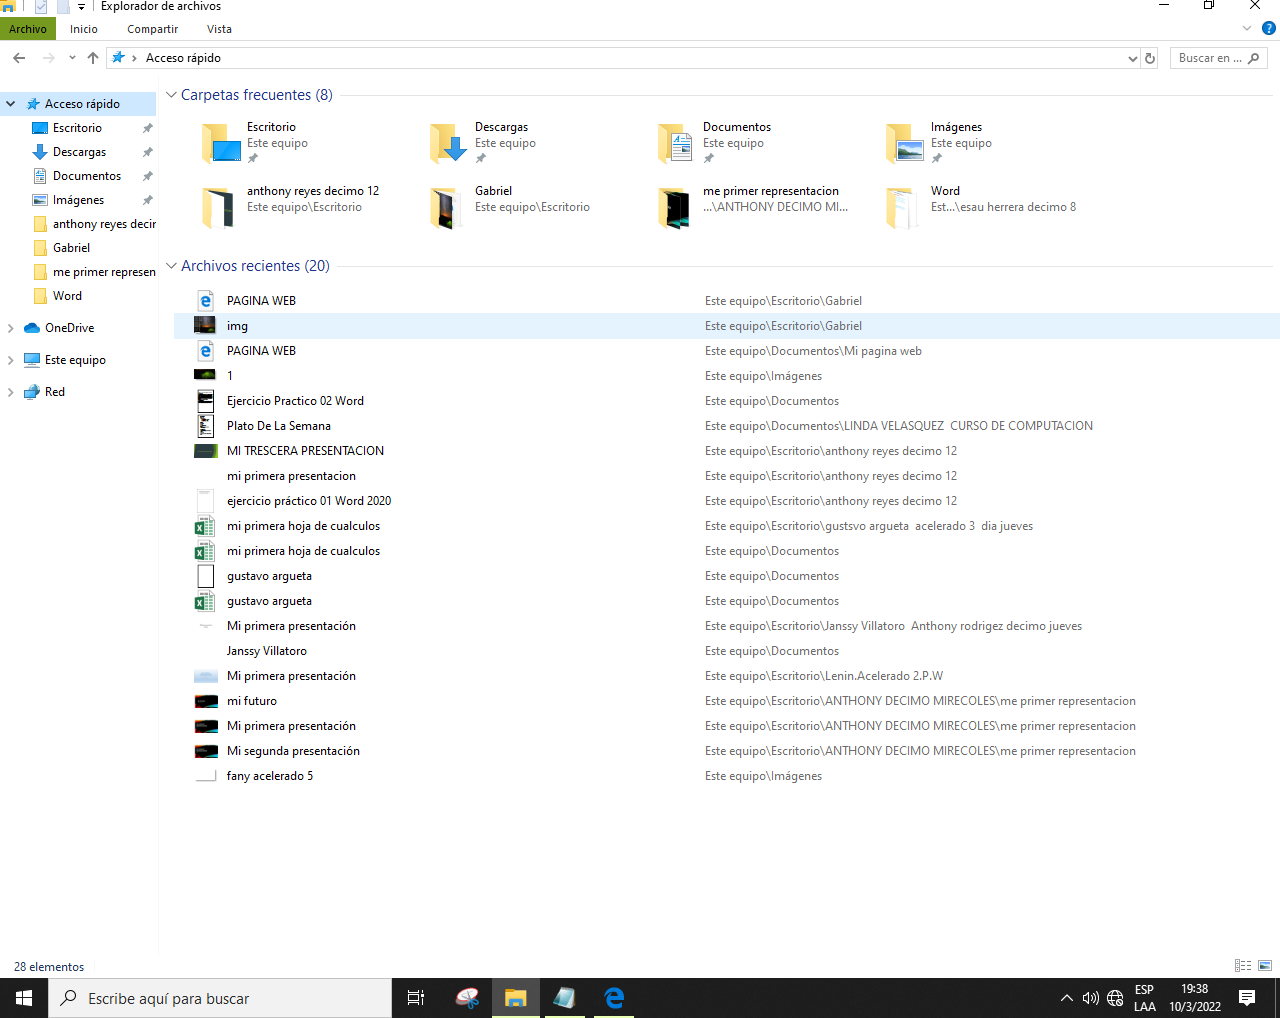 Explorador de archivos
Archivo Inicio Compartir Vista
Acceso rápido Buscar en ...
Acceso rápido
Escritorio
Descargas
Documentos
Imágenes
anthony reyes decir
Gabriel
me primer represen
Word
OneDrive
Este equipo
Red
Carpetas frecuentes (8)
Escritorio
Este equipo
Descargas
Este equipo
Documentos
Este equipo
Imágenes
Este equipo
anthony reyes decimo 12
Este equipo\Escritorio
Gabriel
Este equipo\Escritorio
me primer representacion
...\ANTHONY DECIMO MI...
Word
Est...\esau herrera decimo 8
Archivos recientes (20)
PAGINA WEB Este equipo\Escritorio\Gabriel
img Este equipo\Escritorio\Gabriel
PAGINA WEB Este equipo\Documentos\Mi pagina web
1 Este equipo\Imágenes
Ejercicio Practico 02 Word Este equipo\Documentos
Plato De La Semana Este equipo\Documentos\LINDA VELASQUEZ  CURSO DE COMPUTACION
MI TRESCERA PRESENTACION Este equipo\Escritorio\anthony reyes decimo 12
mi primera presentacion Este equipo\Escritorio\anthony reyes decimo 12
ejercicio práctico 01 Word 2020 Este equipo\Escritorio\anthony reyes decimo 12
mi primera hoja de cualculos Este equipo\Escritorio\gustsvo argueta  acelerado 3  dia jueves
mi primera hoja de cualculos Este equipo\Documentos
gustavo argueta Este equipo\Documentos
gustavo argueta Este equipo\Documentos
Mi primera presentación Este equipo\Escritorio\Janssy Villatoro  Anthony rodrigez decimo jueves
Janssy Villatoro Este equipo\Documentos
Mi primera presentación Este equipo\Escritorio\Lenin.Acelerado 2.P.W
mi futuro Este equipo\Escritorio\ANTHONY DECIMO MIRECOLES\me primer representacion
Mi primera presentación Este equipo\Escritorio\ANTHONY DECIMO MIRECOLES\me primer representacion
Mi segunda presentación Este equipo\Escritorio\ANTHONY DECIMO MIRECOLES\me primer representacion
fany acelerado 5 Este equipo\Imágenes
28 elementos
Escribe aquí para buscar
ESP
LAA
19:38
10/3/2022